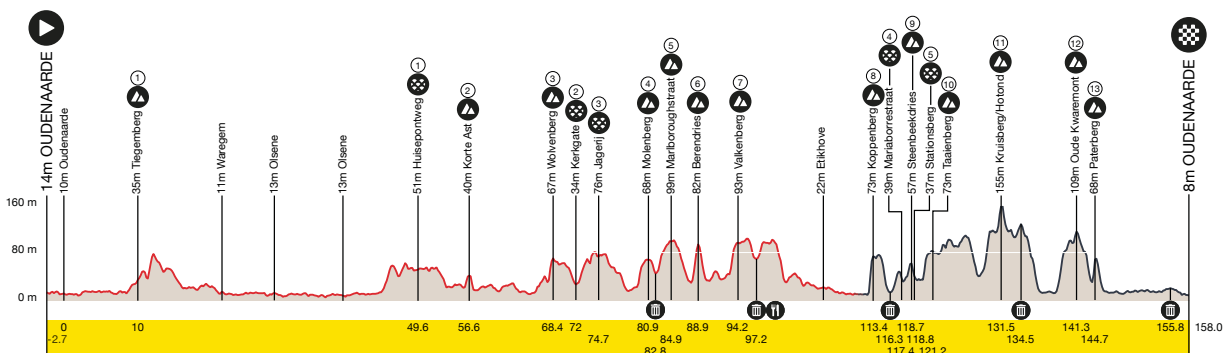 14m OUDENAARDE
10m Oudenaarde
1
35m Tiegemberg
11m Waregem
13m Olsene
13m Olsene
1
51m Huisepontweg
2
40m Korte Ast
3
67m Wolvenberg
2
34m Kerkgate
3
76m Jagerij
4
68m Molenberg
5
99m Marlboroughstraat
6
82m Berendries
7
93m Valkenberg
22m Etikhove
8
73m Koppenberg
4
39m Mariaborrestraat
9
57m Steenbeekdries
5
37m Stationsberg
10
73m Taaienberg
11
155m Kruisberg/Hotond
12
109m Oude Kwaremont
13
68m Paterberg
8m OUDENAARDE
160 m
80 m
0 m
-2.7
0
10
49.6
56.6
68.4
72
74.7
80.9
82.8
84.9
88.9
94.2
97.2
113.4
116.3
117.4
118.7
118.8
121.2
131.5
134.5
141.3
144.7
155.8
158.0